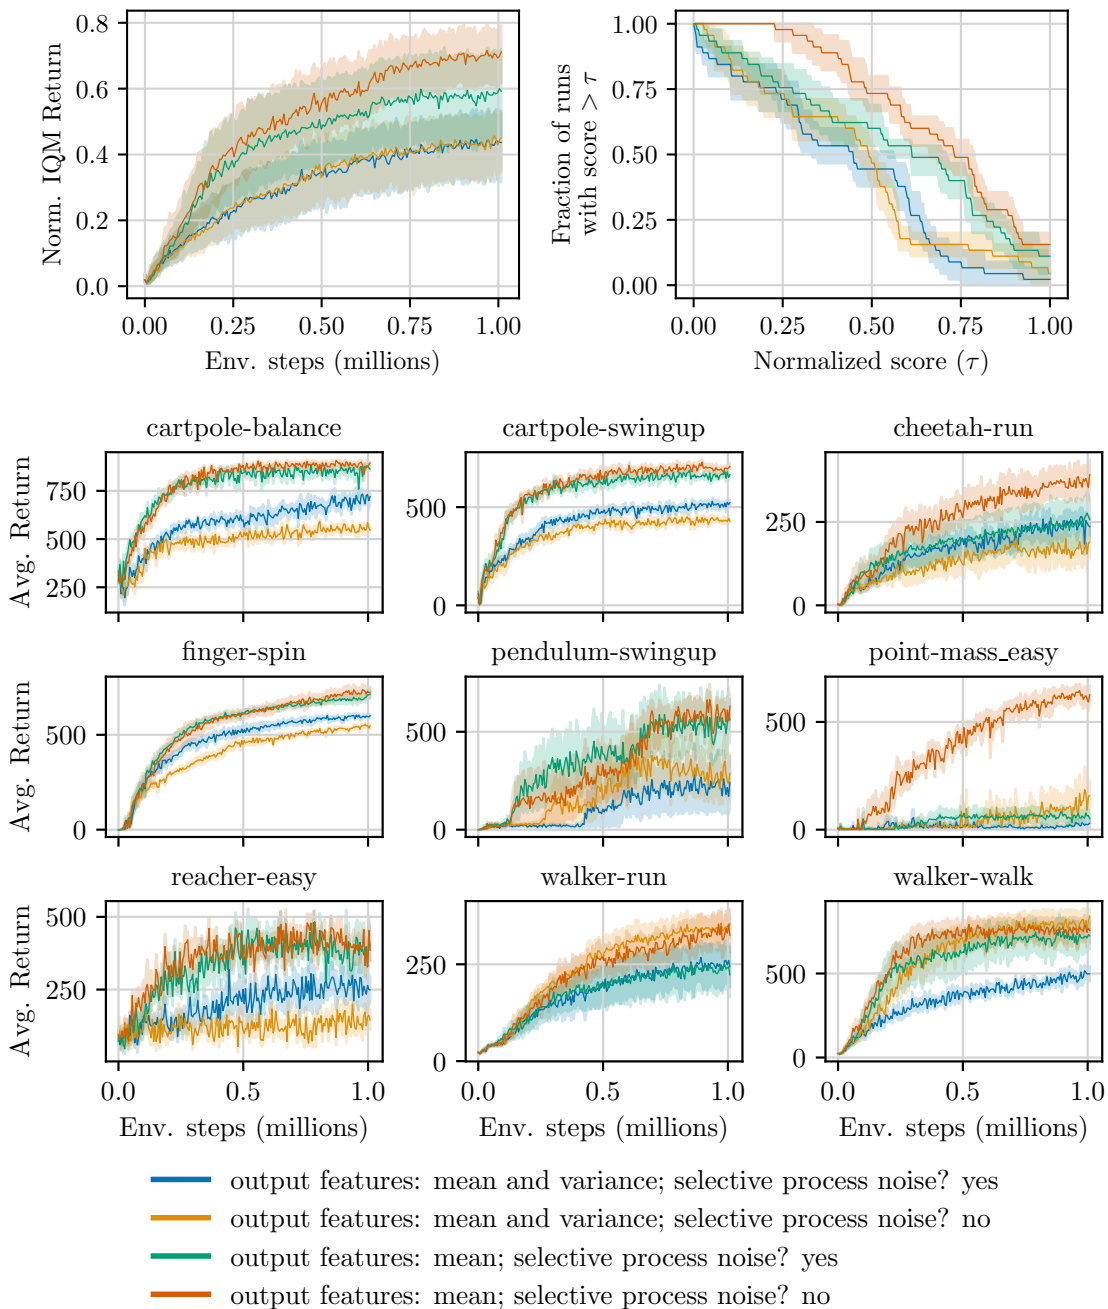 Norm. IQM Return
0.8
0.6
0.4
0.2
0.0
0.00 0.25 0.50 0.75 1.00
Env. steps (millions)
Fraction of runs
with score > τ
1.00
0.75
0.50
0.25
0.00
0.00 0.25 0.50 0.75 1.00
Normalized score (τ)
cartpole-balance
Avg. Return
750
500
250
cartpole-swingup
500
0
cheetah-run
250
0
finger-spin
Avg. Return
500
0
pendulum-swingup
500
0
point-mass_easy
500
0
reacher-easy
Avg. Return
500
250
0.0 0.5 1.0
Env. steps (millions)
walker-run
250
0
0.0 0.5 1.0
Env. steps (millions)
walker-walk
500
0
0.0 0.5 1.0
Env. steps (millions)
output features: mean and variance; selective process noise? yes
output features: mean and variance; selective process noise? no
output features: mean; selective process noise? yes
output features: mean; selective process noise? no